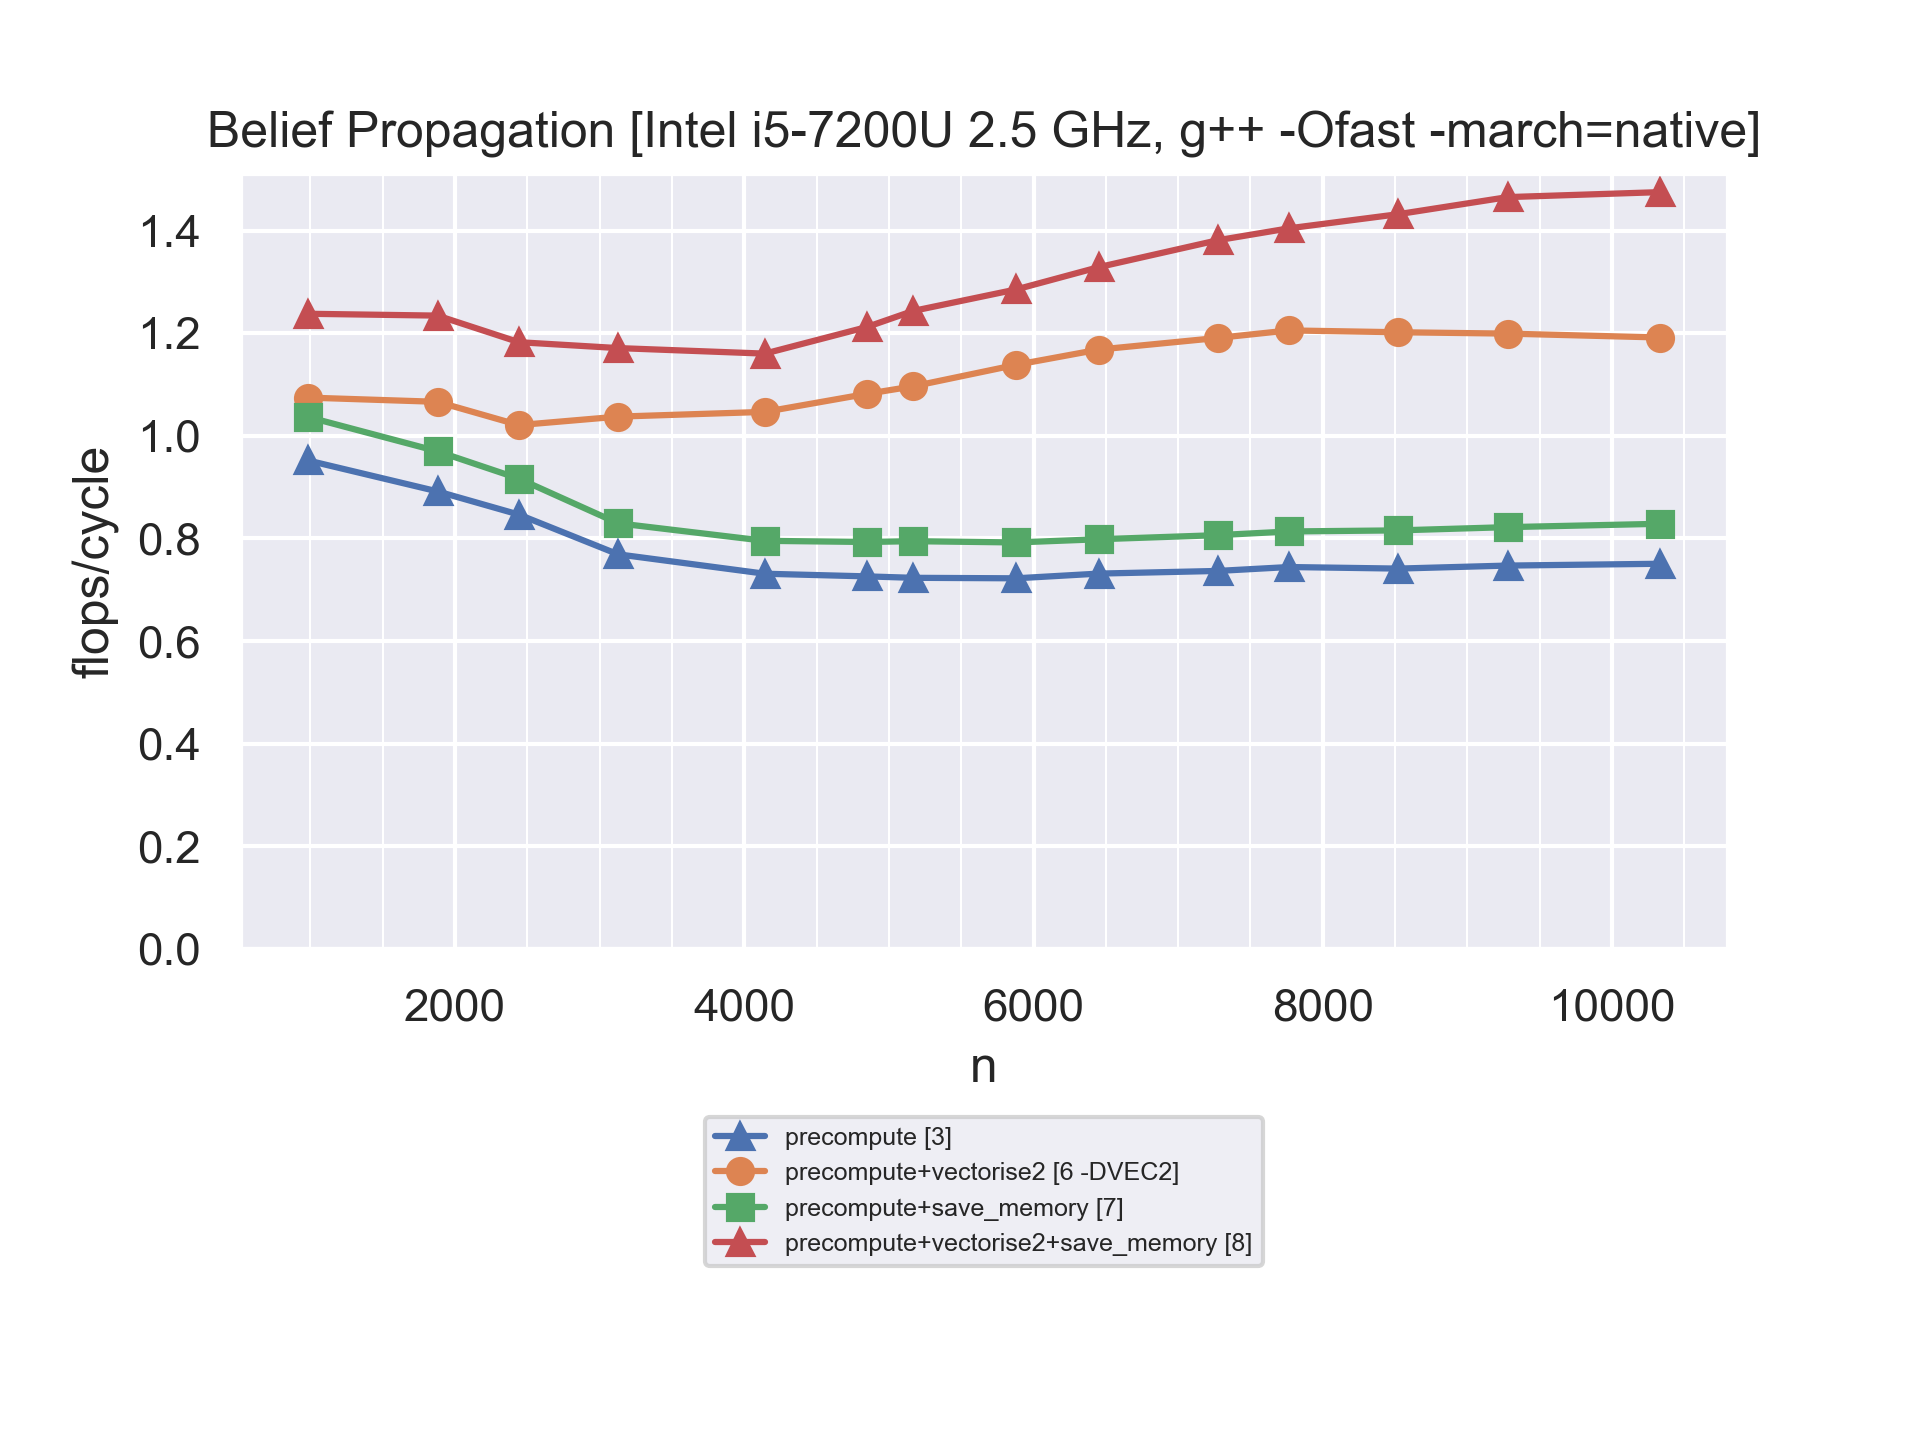 Belief Propagation [Intel i5-7200U 2.5 GHz, g++ -Ofast -march=native]
flops/cycle
1.4
1.2
1.0
0.8
0.6
0.4
0.2
0.0
2000 4000 6000 8000 10000
n
precompute [3]
precompute+vectorise2 [6 -DVEC2]
precompute+save_memory [7]
precompute+vectorise2+save_memory [8]